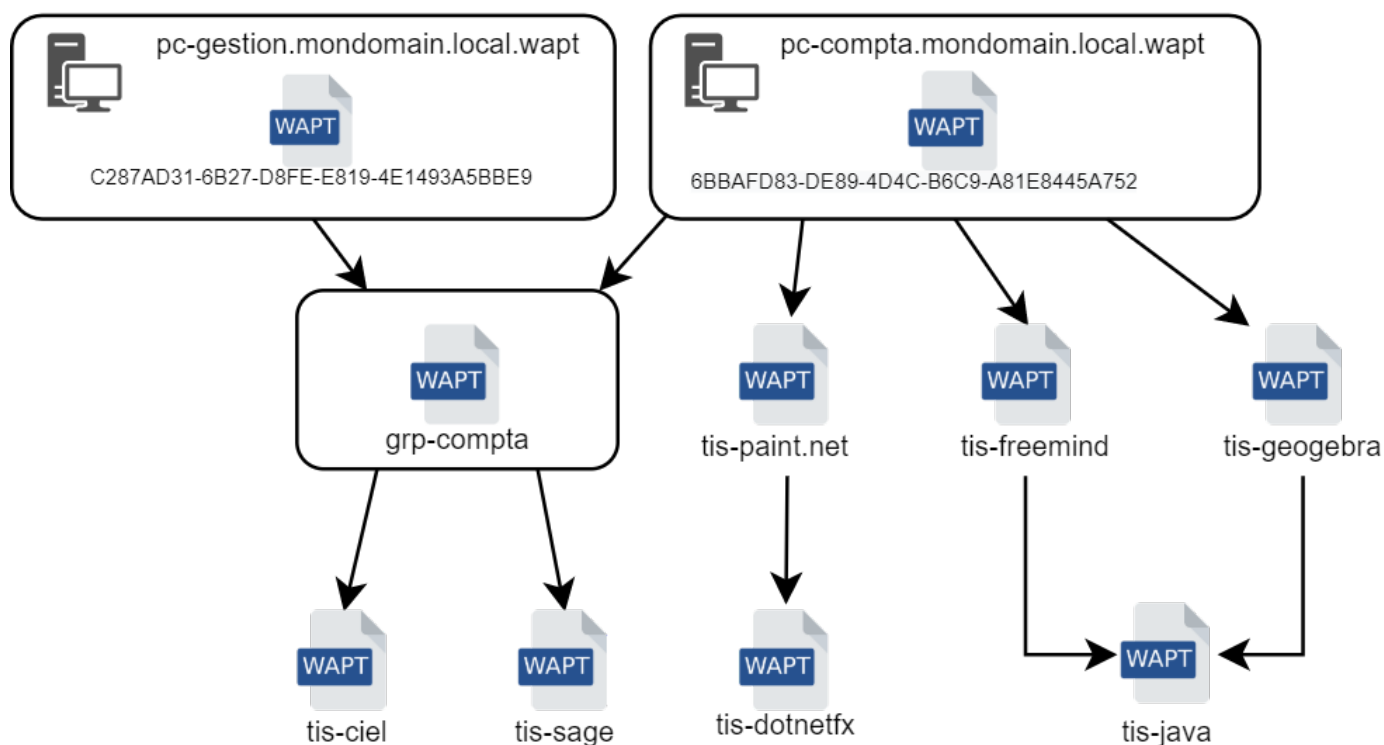 pc-gestion.mondomain.local.wapt
WAPT
C287AD31-6B27-D8FE-E819-4E1493A5BBE9
pc-compta.mondomain.local.wapt
WAPT
6BBAFD83-DE89-4D4C-B6C9-A81E8445A752
WAPT
grp-compta
WAPT
tis-paint.net
WAPT
tis-freemind
WAPT
tis-geogebra
WAPT
tis-ciel
WAPT
tis-sage
WAPT
tis-dotnetfx
WAPT
tis-java